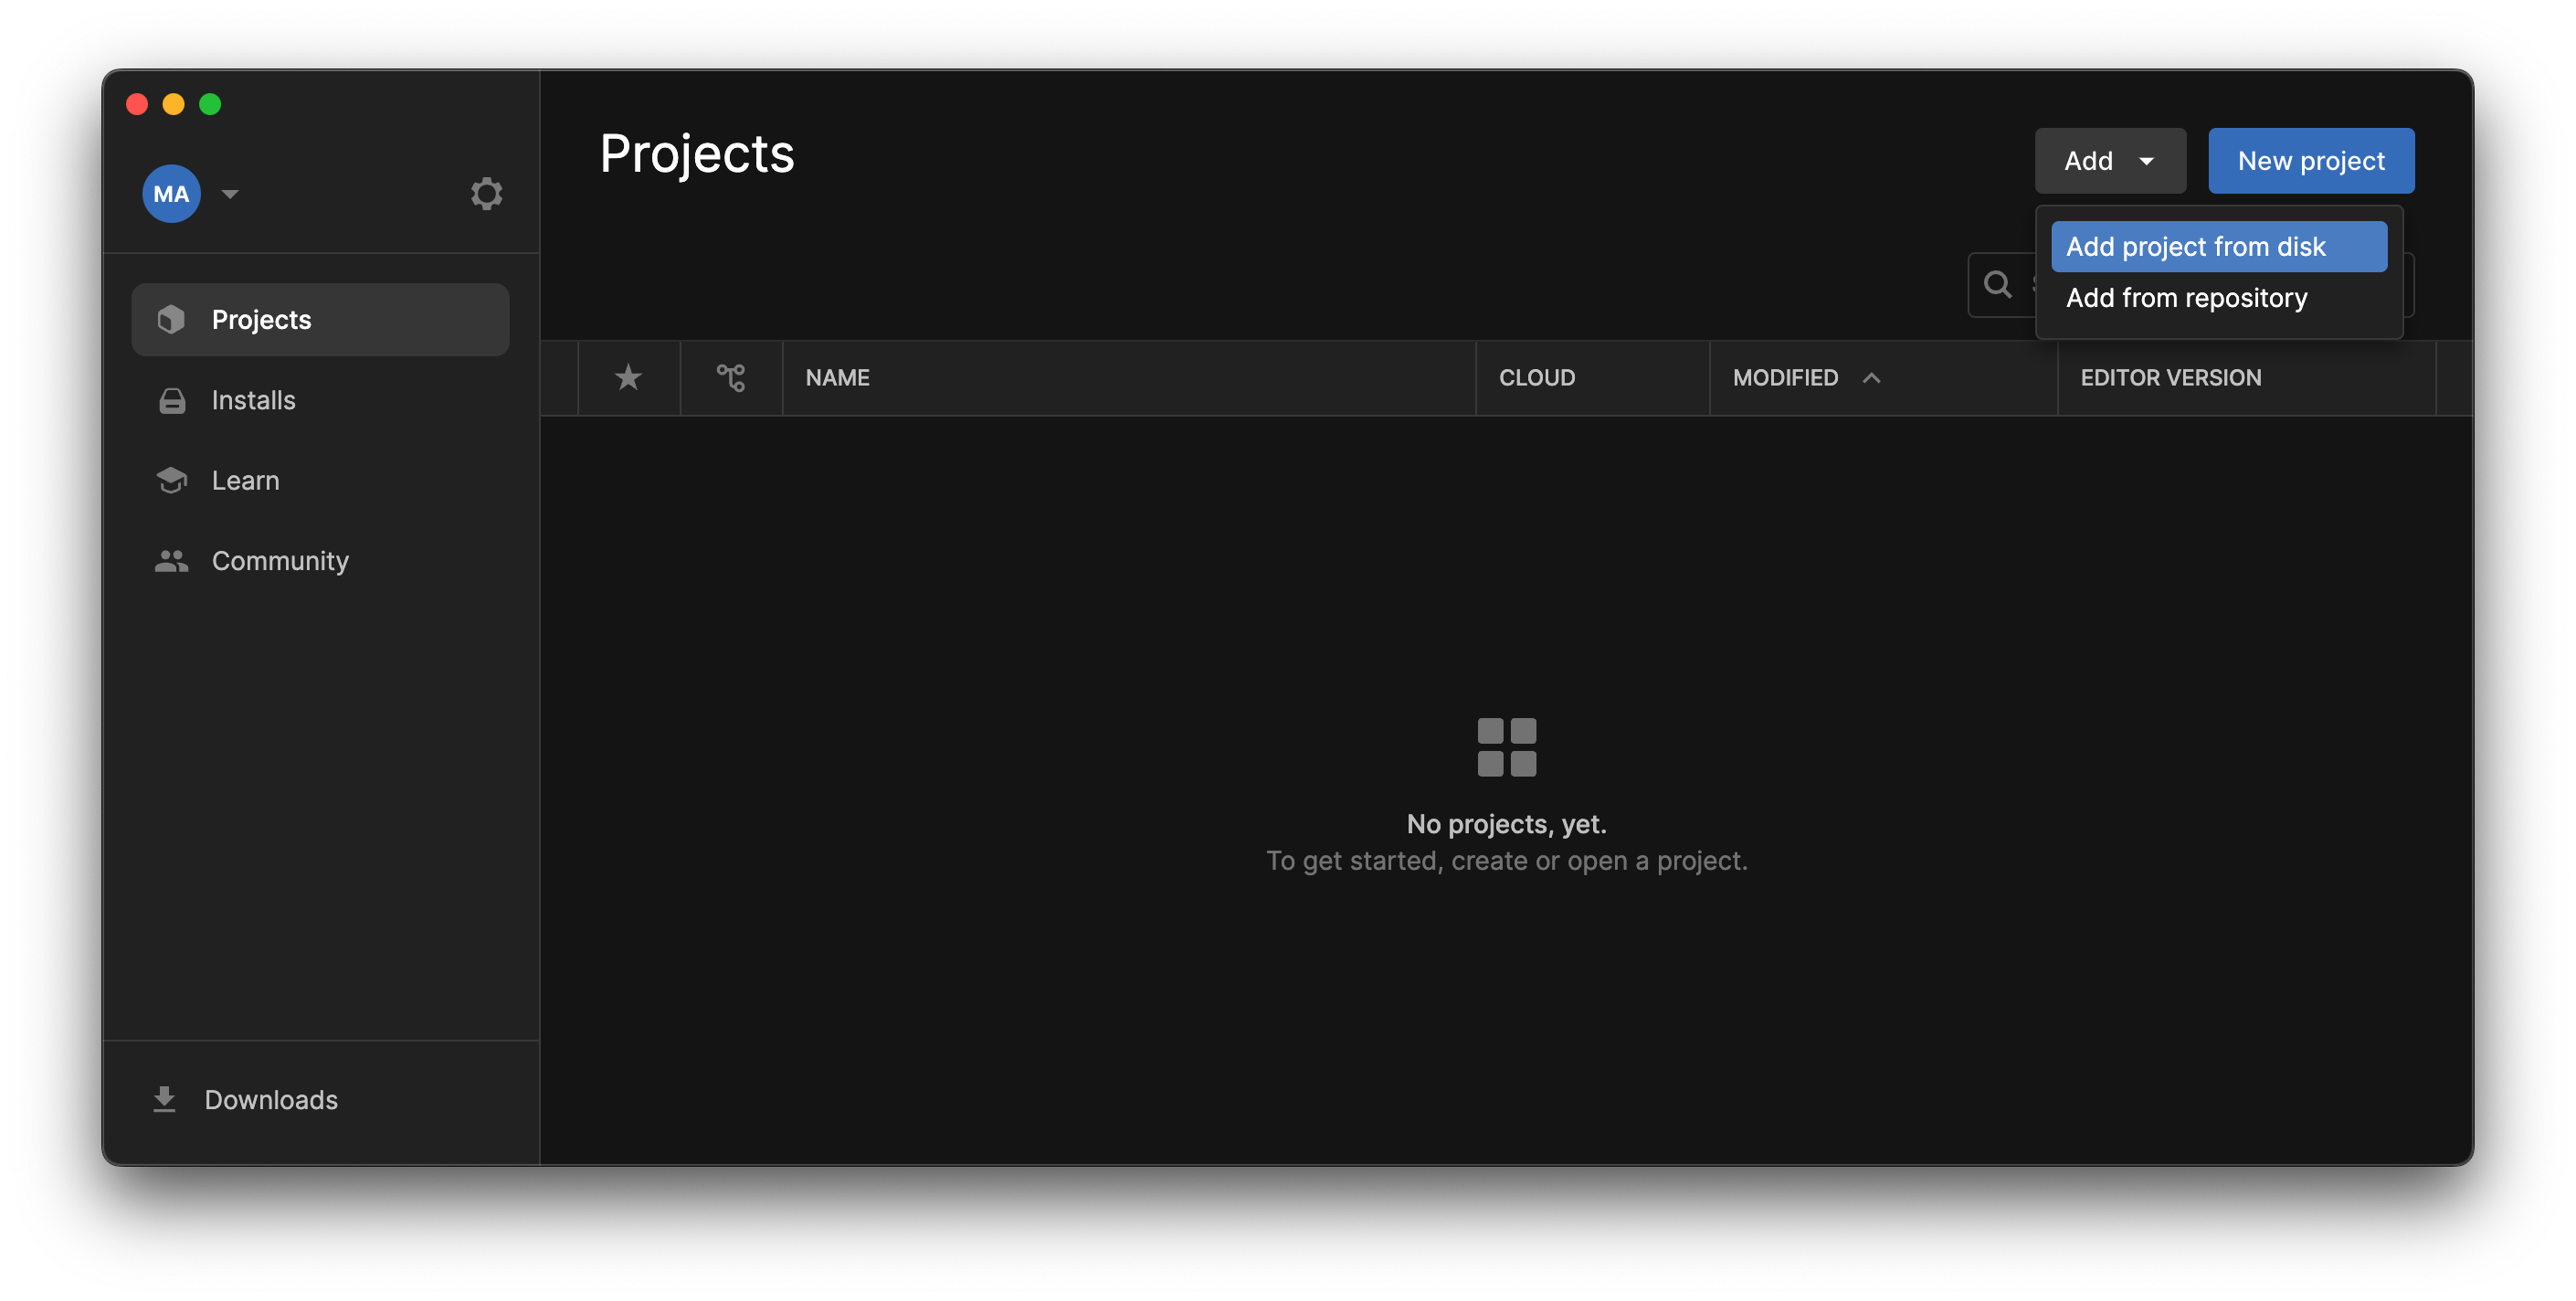 MA
Projects
Installs
Learn
Community
Downloads
Projects
Add
New project
Add project from disk
Add from repository
NAME
CLOUD
MODIFIED
EDITOR VERSION
No projects, yet.
To get started, create or open a project.